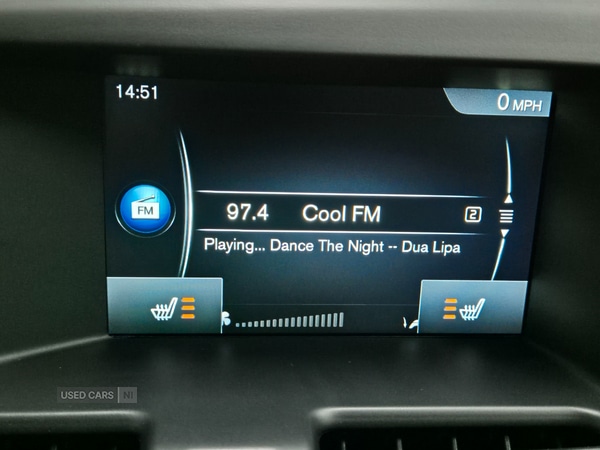 14:51
0 MPH
FM
97.4 Cool FM 2
Playing... Dance The Night -- Dua Lipa
USED CARS NI